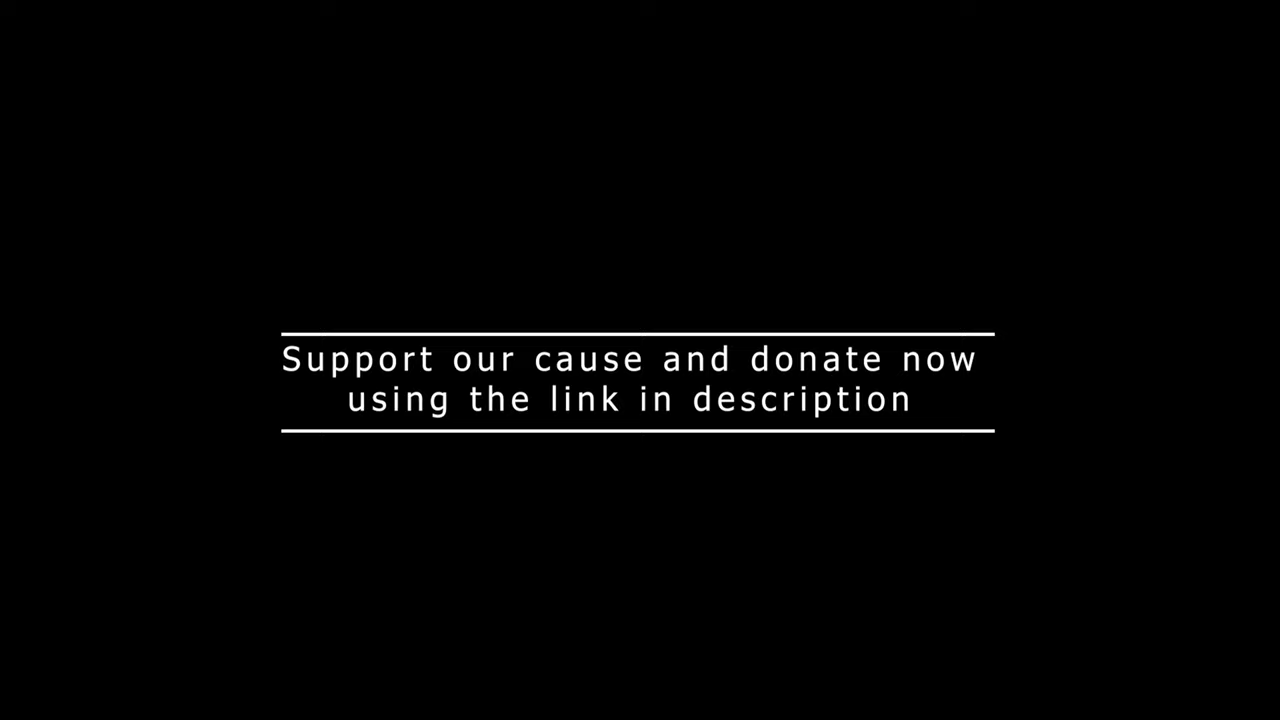 Support our cause and donate now
using the link in description